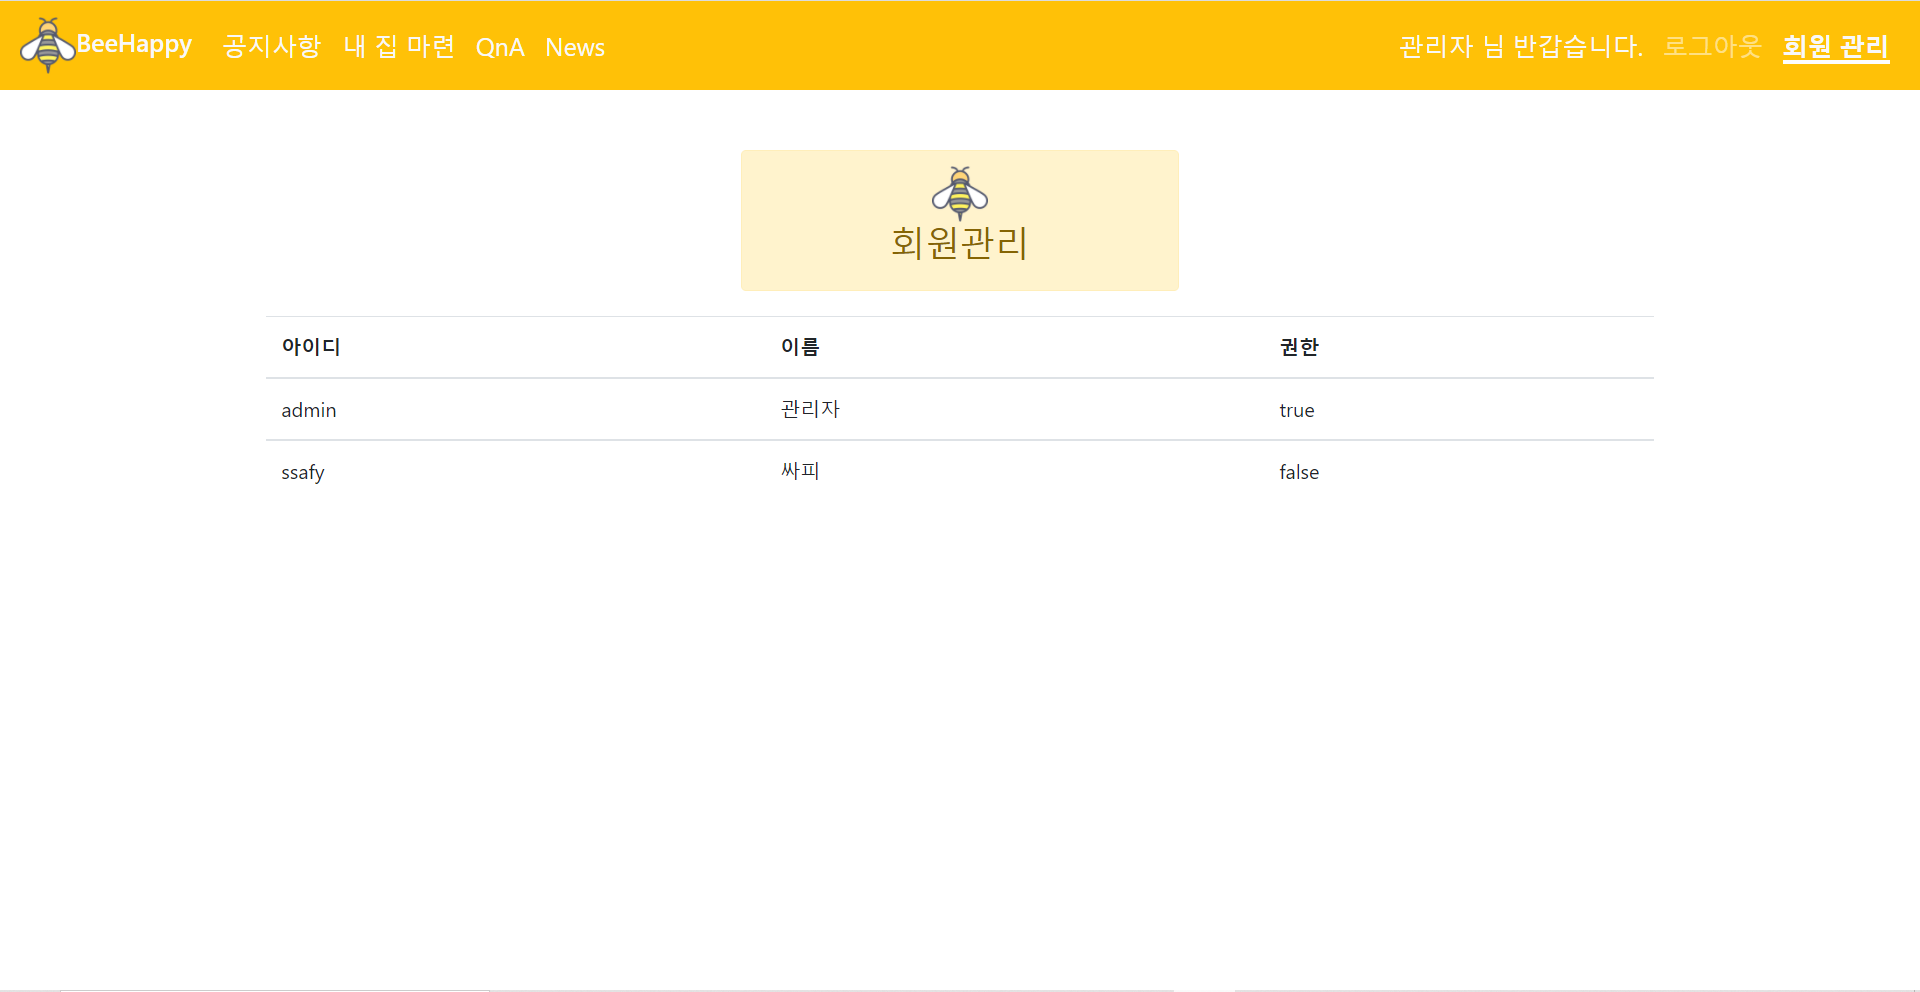 BeeHappy 공지사항 내 집 마련 QnA News 관리자 님 반갑습니다. 로그아웃 회원 관리
회원관리
아이디 이름 권한
admin 관리자 true
ssafy 싸피 false